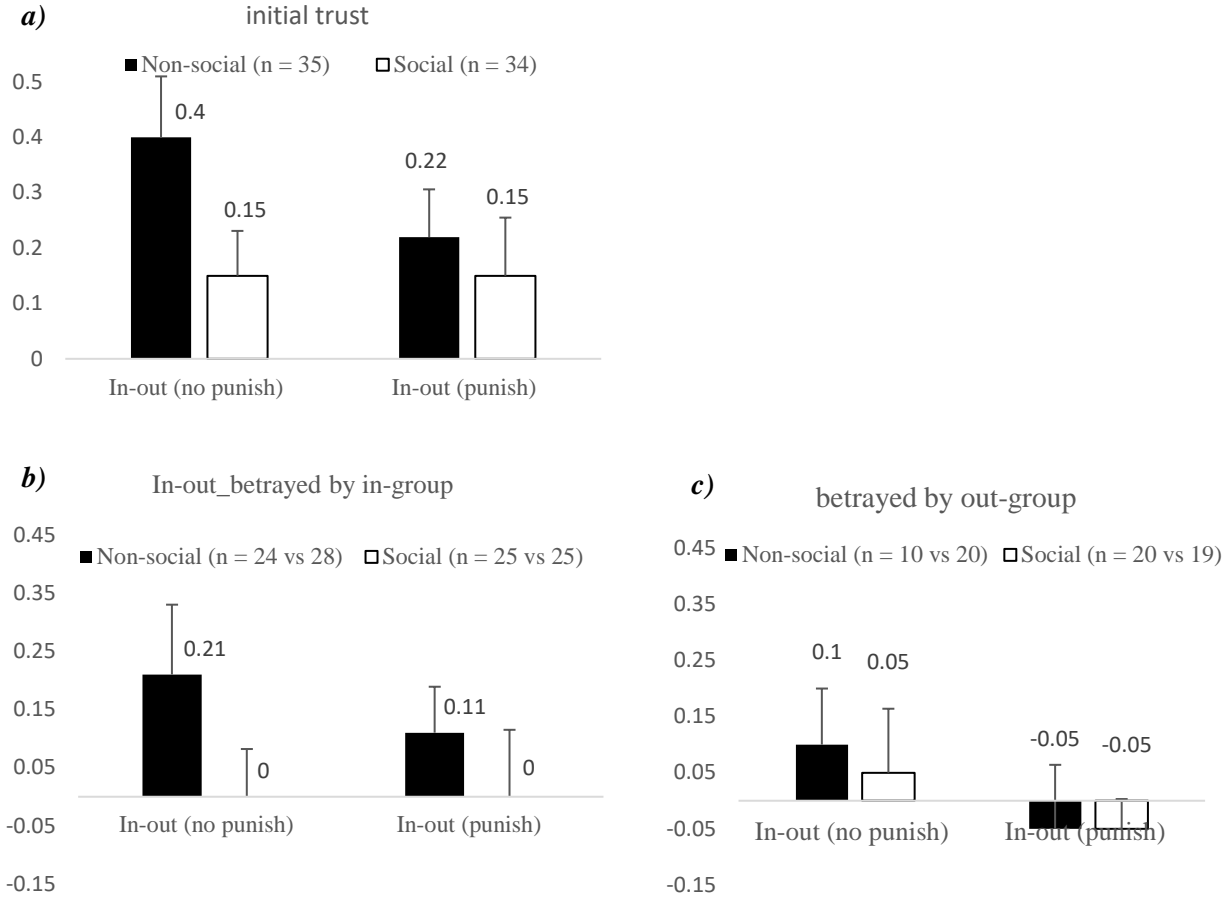 a)
initial trust
Non-social (n = 35) Social (n = 34)
0.5
0.4
0.3
0.2
0.1
0
0.4
0.15
0.22
0.15
In-out (no punish) In-out (punish)
b)
In-out_betrayed by in-group
Non-social (n = 24 vs 28) Social (n = 25 vs 25)
0.45
0.35
0.25
0.15
0.05
-0.05
-0.15
0.21
0
0.11
0
In-out (no punish) In-out (punish)
c)
betrayed by out-group
Non-social (n = 10 vs 20) Social (n = 20 vs 19)
0.45
0.35
0.25
0.15
0.05
-0.05
-0.15
0.1
0.05
-0.05
-0.05
In-out (no punish) In-out (punish)